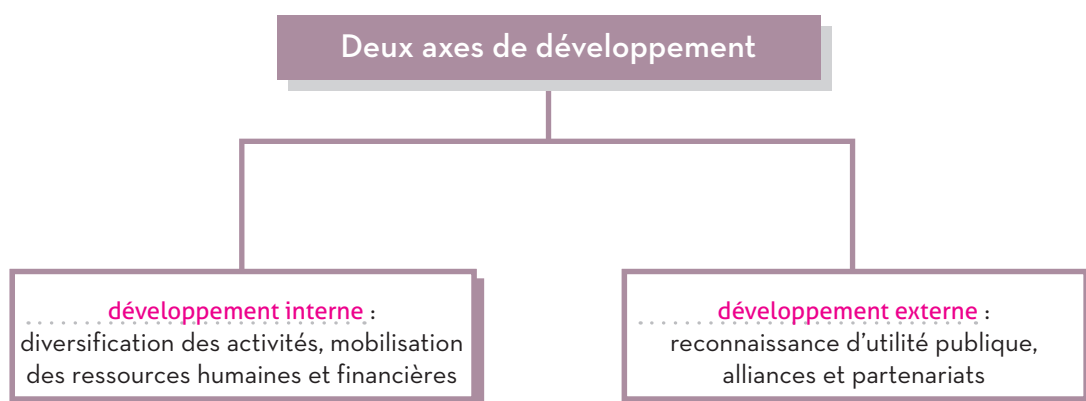 Deux axes de développement
développement interne :
diversification des activités, mobilisation
des ressources humaines et financières
développement externe :
reconnaissance d’utilité publique,
alliances et partenariats